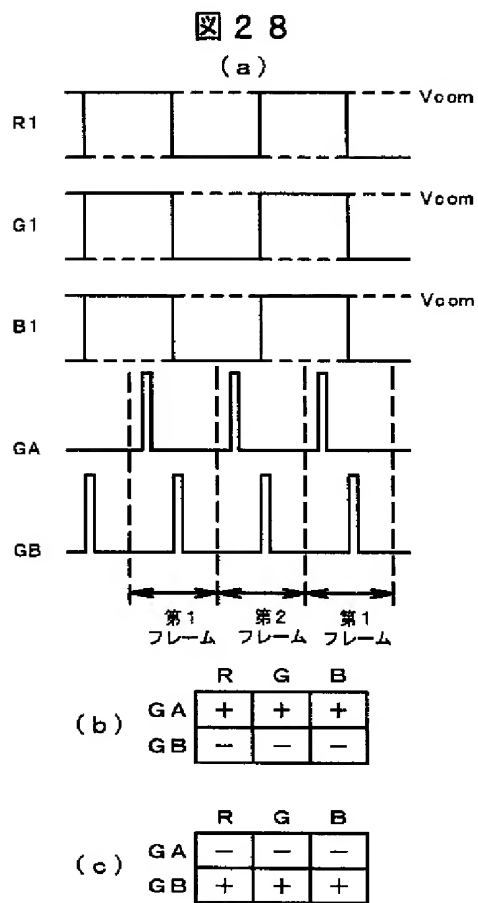 図28
(a)
R1 Vcom
G1 Vcom
B1 Vcom
GA
GB
第1 第2 第1
フレーム フレーム フレーム
R G B
(b) GA + + +
GB − − −
R G B
(c) GA − − −
GB + + +